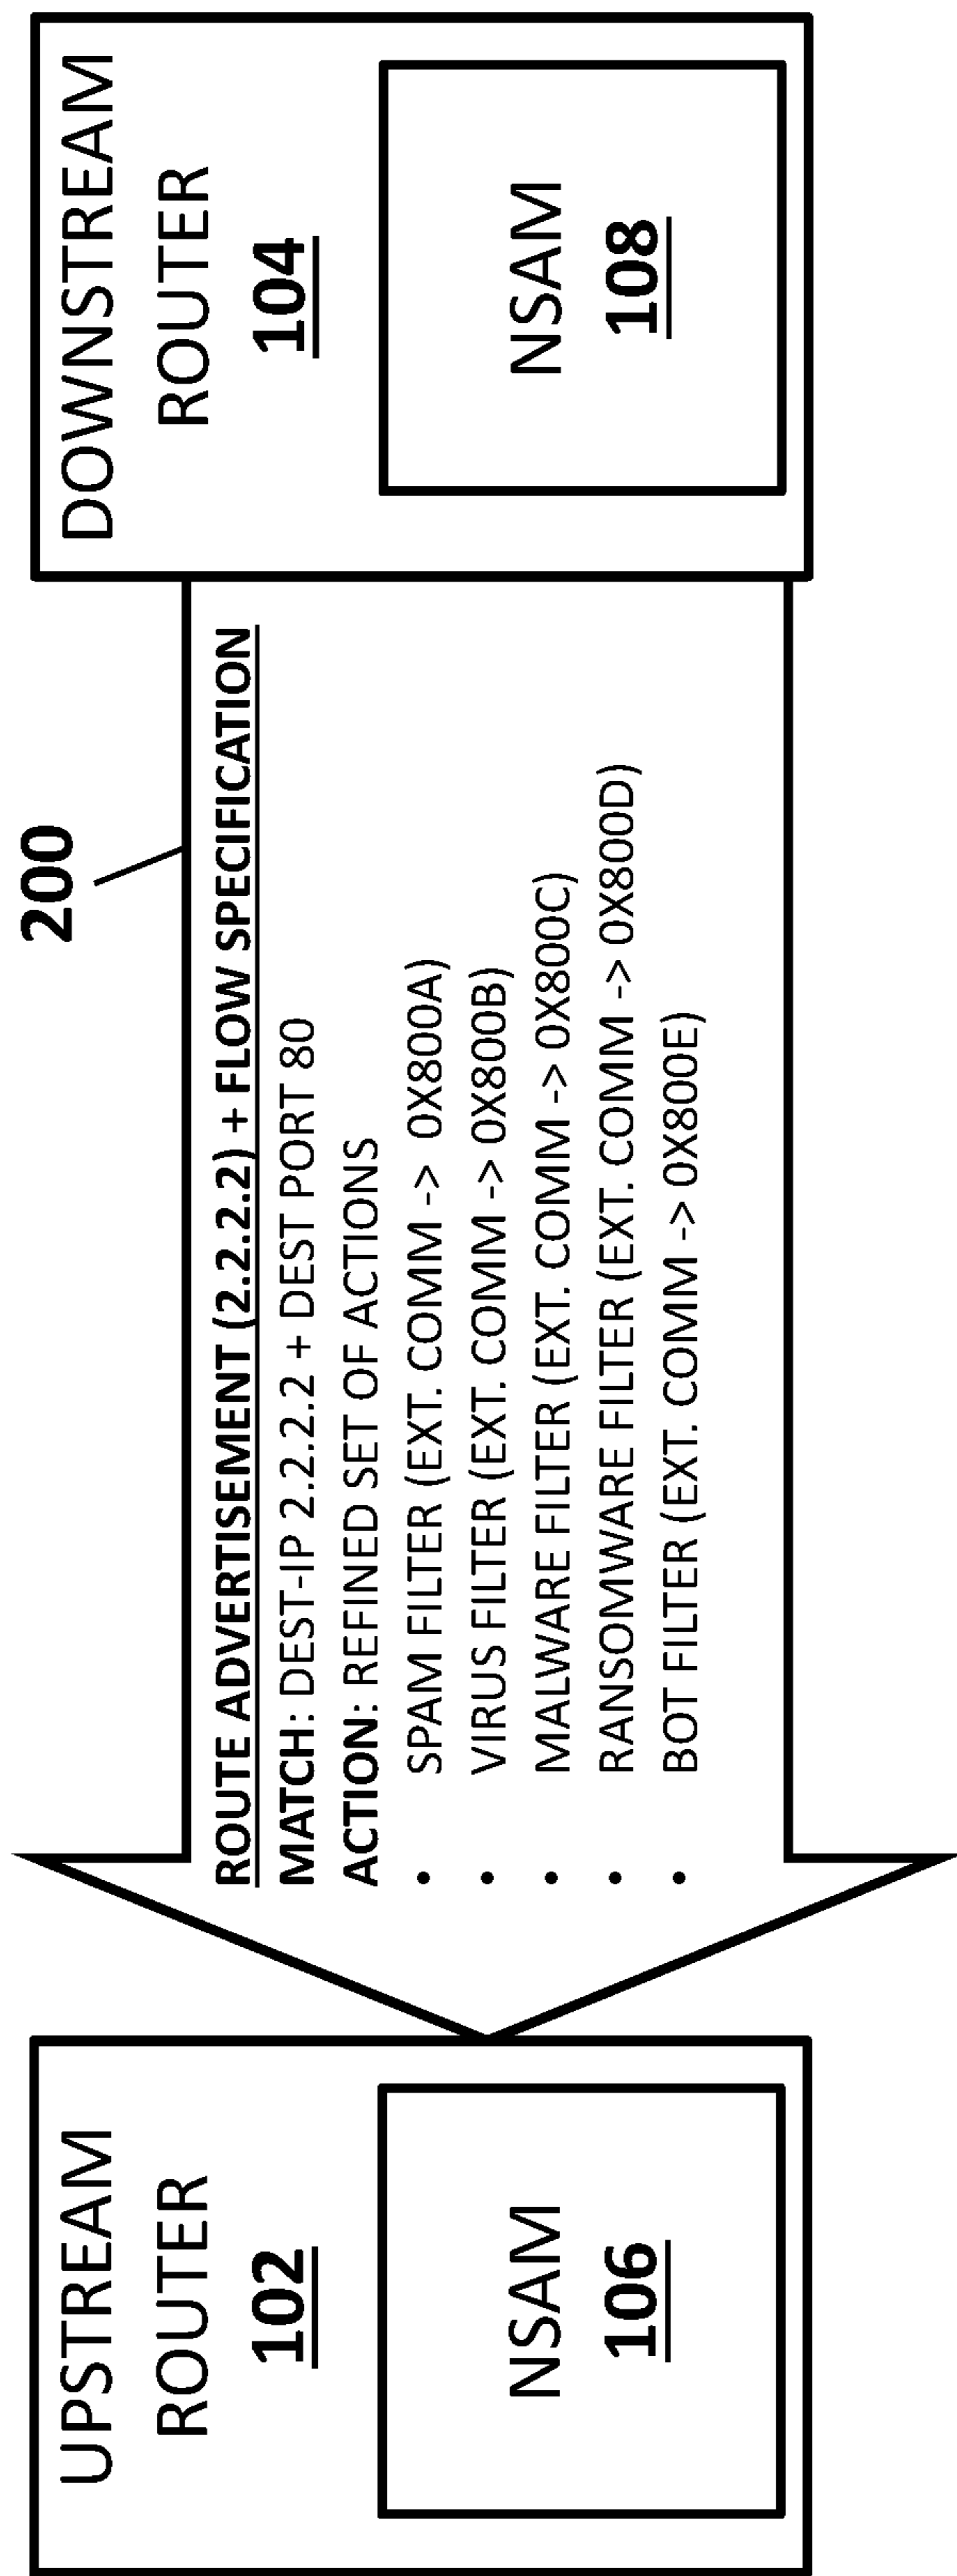 200
UPSTREAM
ROUTER
102
NSAM
106
ROUTE ADVERTISEMENT (2.2.2.2) + FLOW SPECIFICATION
MATCH: DEST-IP 2.2.2.2 + DEST PORT 80
ACTION: REFINED SET OF ACTIONS
• SPAM FILTER (EXT. COMM -> 0X800A)
• VIRUS FILTER (EXT. COMM -> 0X800B)
• MALWARE FILTER (EXT. COMM -> 0X800C)
• RANSOMWARE FILTER (EXT. COMM -> 0X800D)
• BOT FILTER (EXT. COMM -> 0X800E)
DOWNSTREAM
ROUTER
104
NSAM
108